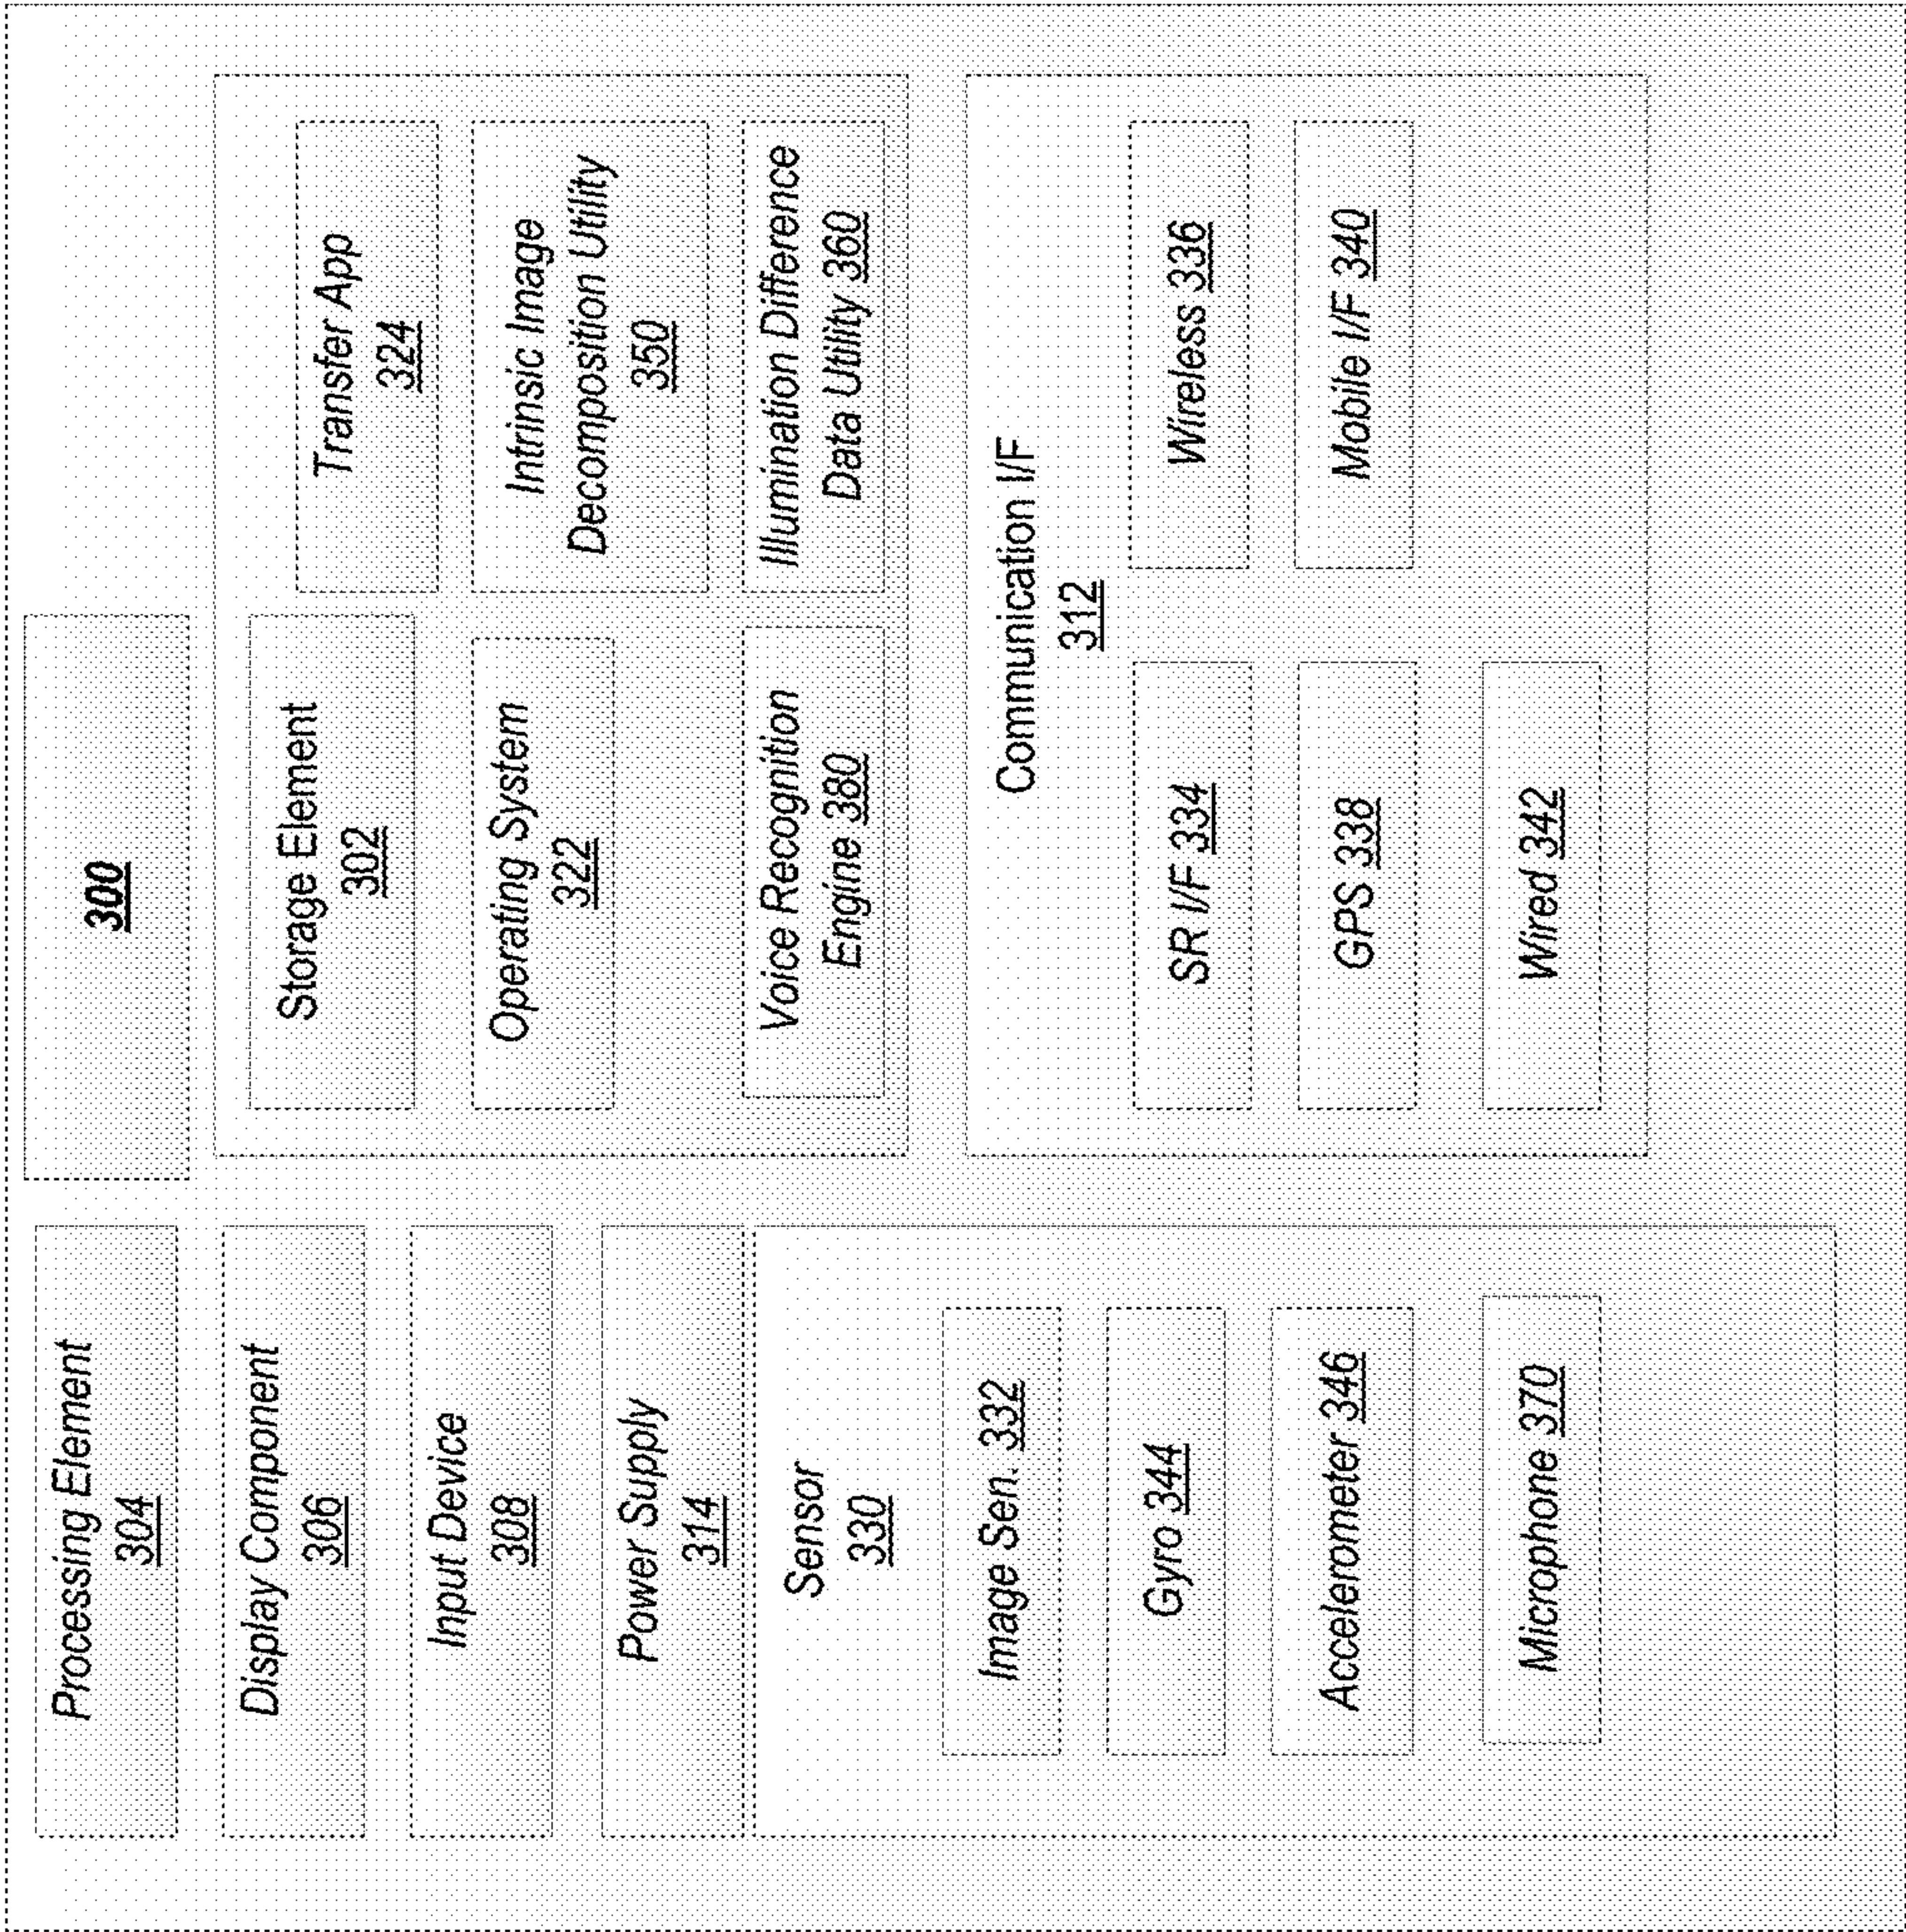 300
Processing Element
304
Display Component
306
Input Device
308
Power Supply
314
Sensor
330
Image Sen. 332
Gyro 344
Accelerometer 346
Microphone 370
Storage Element
302
Transfer App
324
Operating System
322
Intrinsic Image
Decomposition Utility
350
Voice Recognition
Engine 380
Illumination Difference
Data Utility 360
Communication I/F
312
SR I/F 334
Wireless 336
GPS 338
Mobile I/F 340
Wired 342